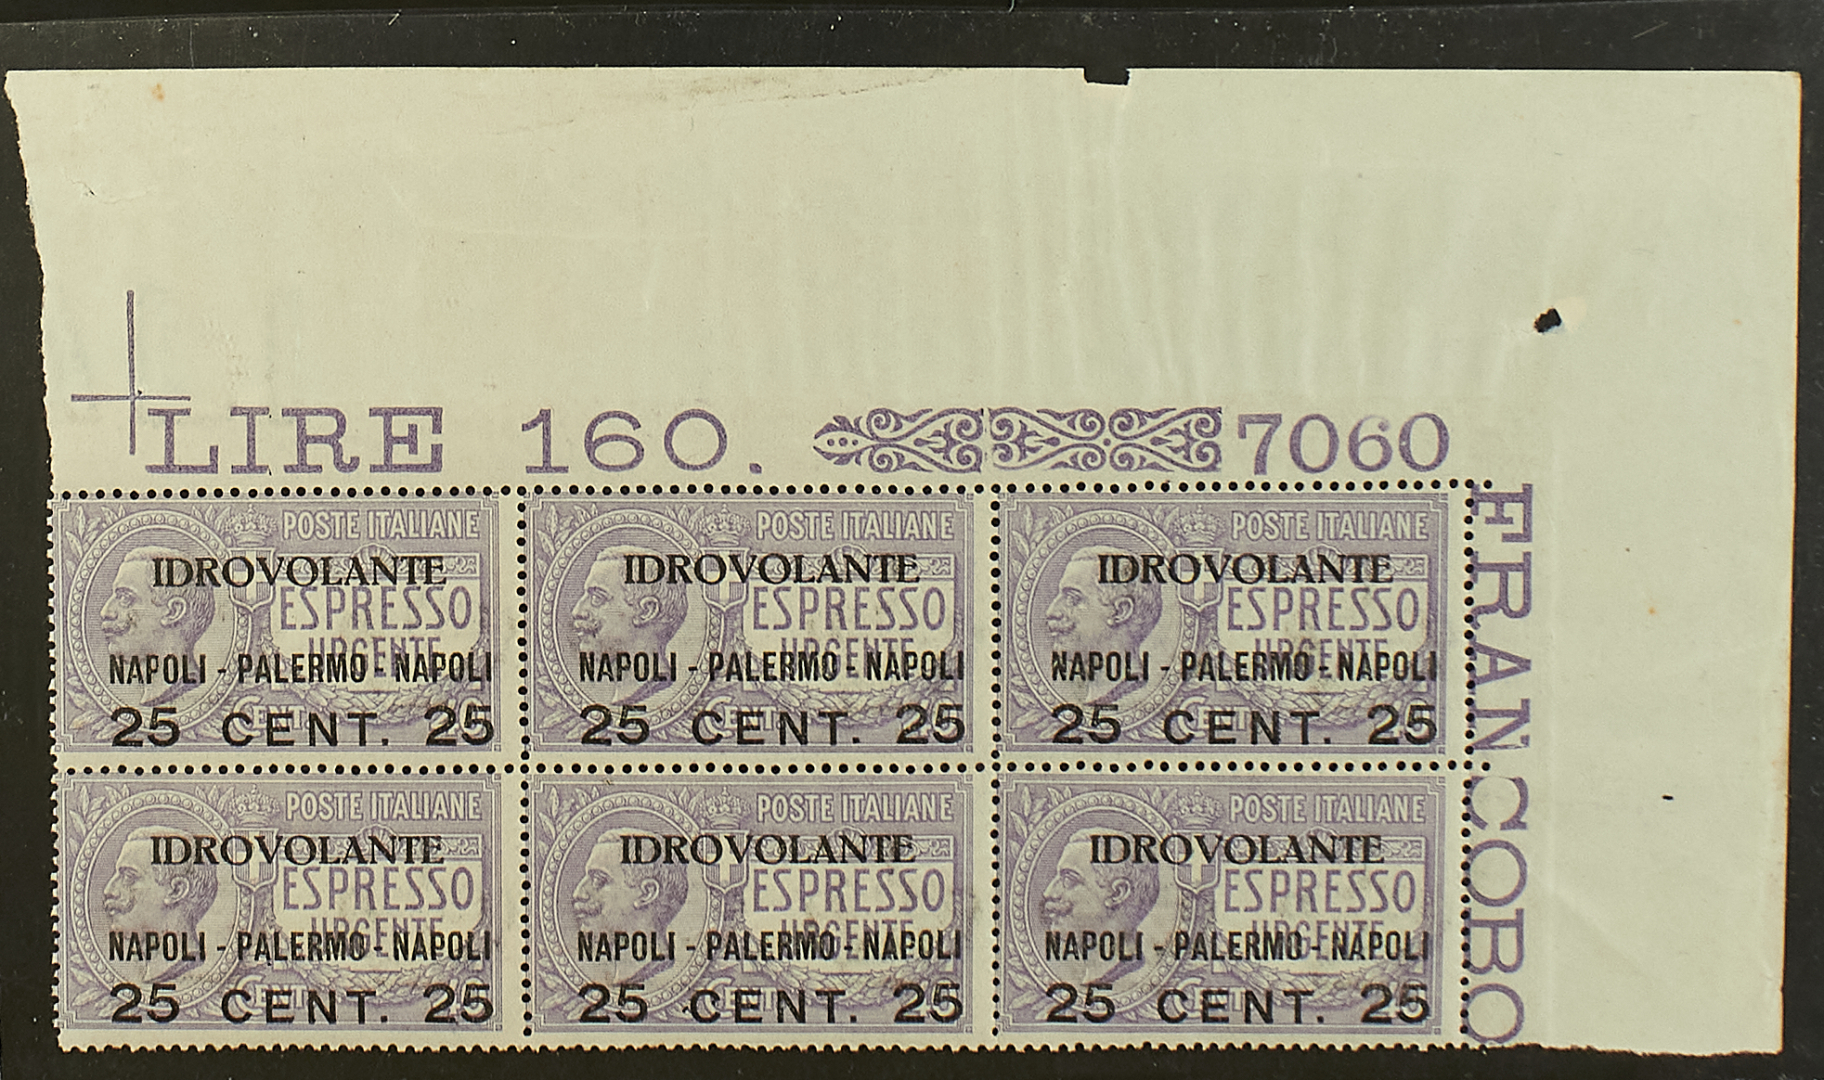 LIRE 160. 7060
FRANCOBO
POSTE ITALIANE POSTE ITALIANE POSTE ITALIANE
IDROVOLANTE IDROVOLANTE IDROVOLANTE
ESPRESSO ESPRESSO ESPRESSO
URGENTE URGENTE URGENTE
NAPOLI - PALERMO - NAPOLI NAPOLI - PALERMO - NAPOLI NAPOLI - PALERMO - NAPOLI
25 CENT. 25 25 CENT. 25 25 CENT. 25
POSTE ITALIANE POSTE ITALIANE POSTE ITALIANE
IDROVOLANTE IDROVOLANTE IDROVOLANTE
ESPRESSO ESPRESSO ESPRESSO
URGENTE URGENTE URGENTE
NAPOLI - PALERMO - NAPOLI NAPOLI - PALERMO - NAPOLI NAPOLI - PALERMO - NAPOLI
25 CENT. 25 25 CENT. 25 25 CENT. 25